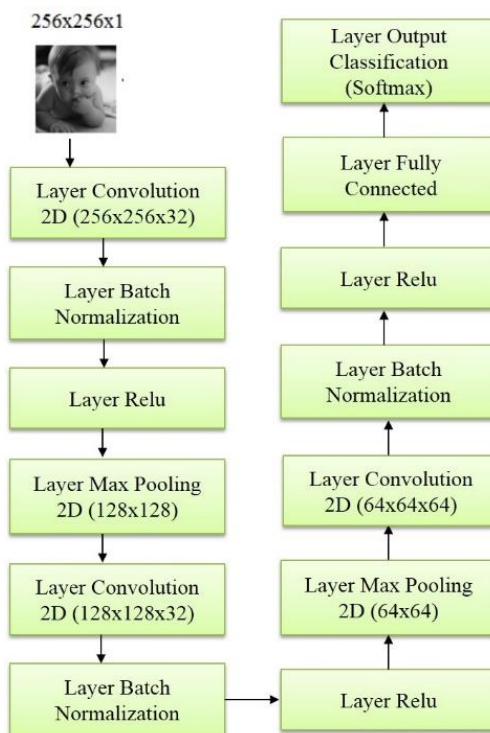 256x256x1
Layer Convolution
2D (256x256x32)
Layer Batch
Normalization
Layer Relu
Layer Max Pooling
2D (128x128)
Layer Convolution
2D (128x128x32)
Layer Batch
Normalization
Layer Relu
Layer Max Pooling
2D (64x64)
Layer Convolution
2D (64x64x64)
Layer Batch
Normalization
Layer Relu
Layer Fully
Connected
Layer Output
Classification
(Softmax)